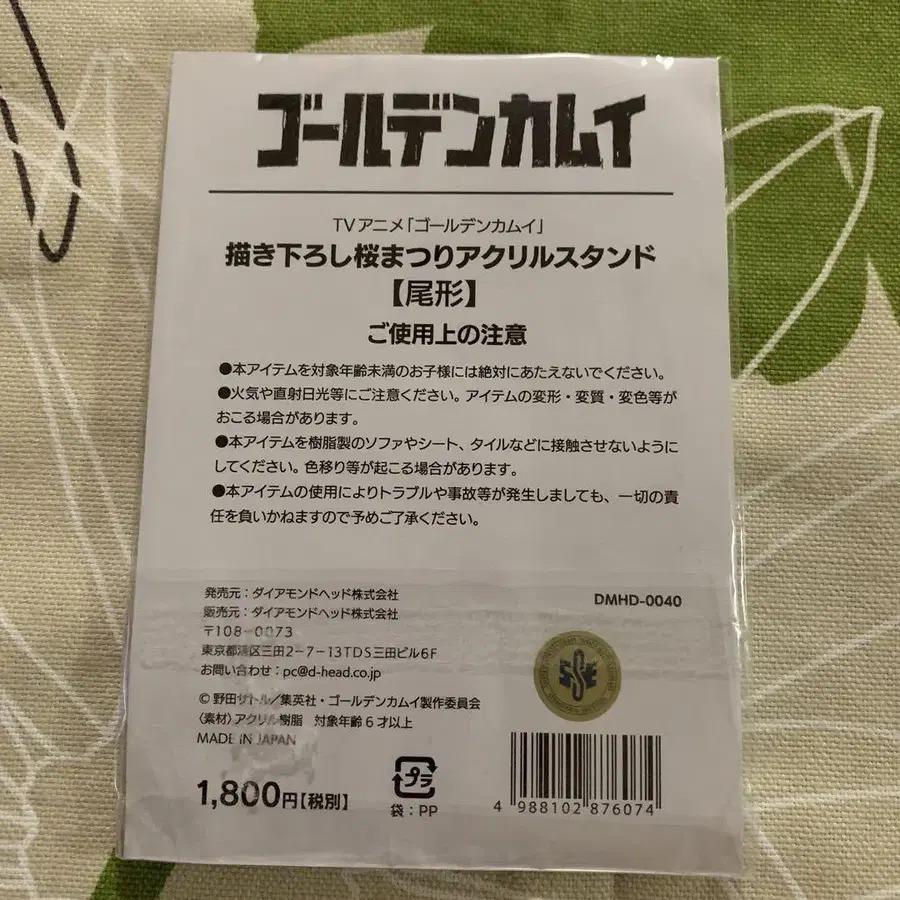 ゴールデンカムイ
TVアニメ「ゴールデンカムイ」
描き下ろし桜まつりアクリルスタンド
【尾形】
ご使用上の注意
●本アイテムを対象年齢未満のお子様には絶対にあたえないでください。
●火気や直射日光等にご注意ください。アイテムの変形・変質・変色等が
おこる場合があります。
●本アイテムを樹脂製のソファやシート、タイルなどに接触させないように
してください。色移り等が起こる場合があります。
●本アイテムの使用によりトラブルや事故等が発生しましても、一切の責
任を負いかねますので予めご了承ください。
発売元：ダイアモンドヘッド株式会社
販売元：ダイアモンドヘッド株式会社
〒108-0073
東京都港区三田2-7-13TDS三田ビル6F
お問い合わせ：pc@d-head.co.jp
DMHD-0040
© 野田サトル／集英社・ゴールデンカムイ製作委員会
〈素材〉アクリル樹脂　対象年齢6才以上
MADE IN JAPAN
1,800円【税別】
プラ
袋：PP
4 988102 876074